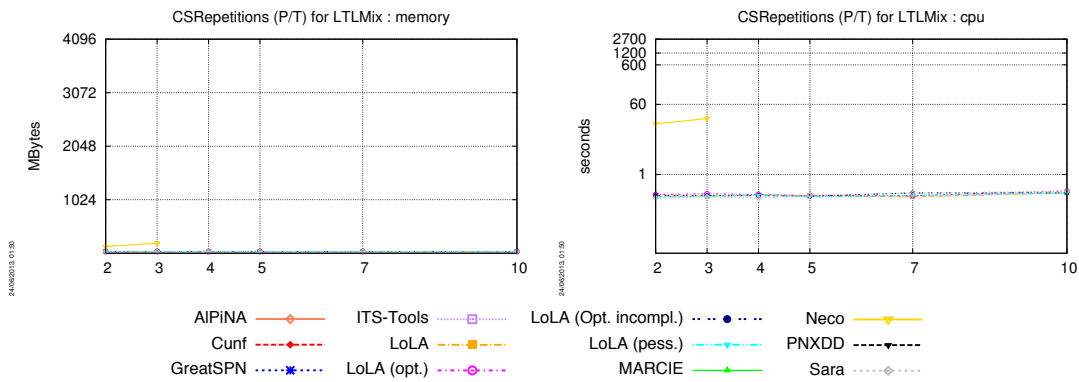 CSRepetitions (P/T) for LTLMix : memory
4096
3072
2048
1024
MBytes
2 3 4 5 7 10
24/06/2013, 01:50
CSRepetitions (P/T) for LTLMix : cpu
2700
1200
600
60
1
seconds
2 3 4 5 7 10
24/06/2013, 01:50
AlPiNA
Cunf
GreatSPN
ITS-Tools
LoLA
LoLA (opt.)
LoLA (Opt. incompl.)
LoLA (pess.)
MARCIE
Neco
PNXDD
Sara